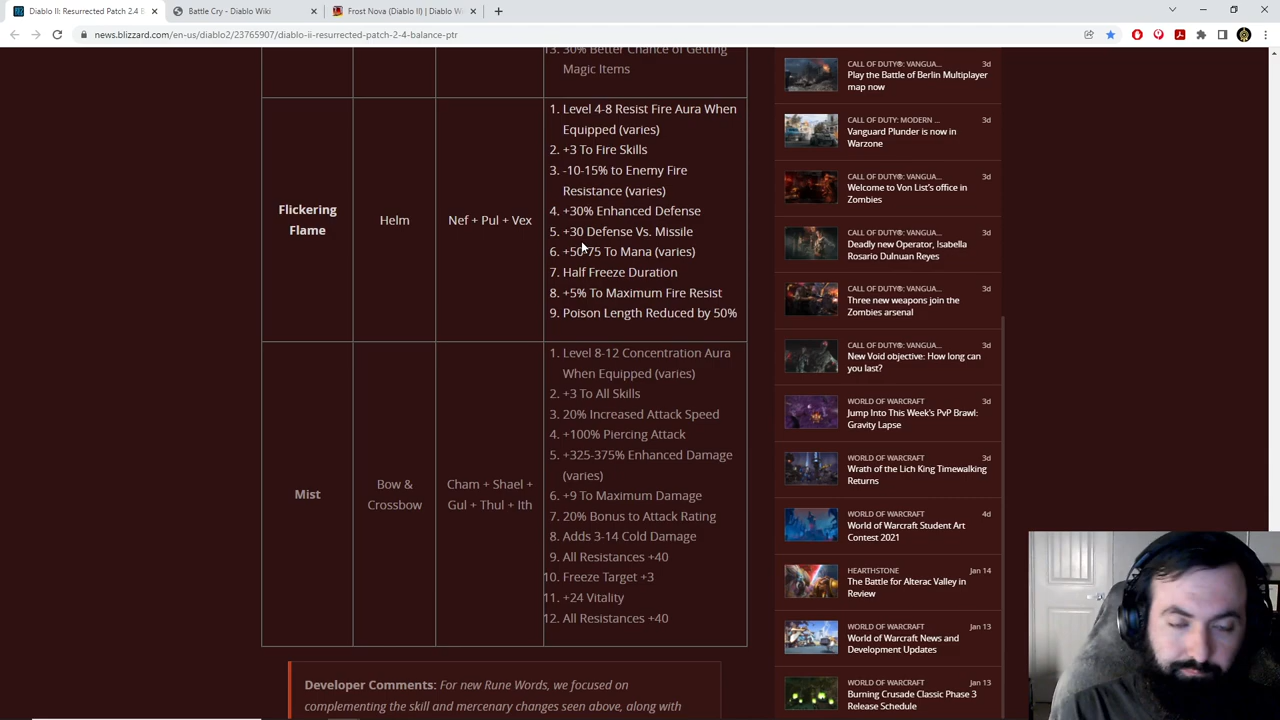 Diablo II: Resurrected Patch 2.4 B
Battle Cry - Diablo Wiki
Frost Nova (Diablo II) | Diablo W
news.blizzard.com/en-us/diablo2/23765907/diablo-ii-resurrected-patch-2-4-balance-ptr
13. 30% Better Chance of Getting
Magic Items
Flickering
Flame
Helm
Nef + Pul + Vex
1. Level 4-8 Resist Fire Aura When
Equipped (varies)
2. +3 To Fire Skills
3. -10-15% to Enemy Fire
Resistance (varies)
4. +30% Enhanced Defense
5. +30 Defense Vs. Missile
6. +50-75 To Mana (varies)
7. Half Freeze Duration
8. +5% To Maximum Fire Resist
9. Poison Length Reduced by 50%
Mist
Bow &
Crossbow
Cham + Shael +
Gul + Thul + Ith
1. Level 8-12 Concentration Aura
When Equipped (varies)
2. +3 To All Skills
3. 20% Increased Attack Speed
4. +100% Piercing Attack
5. +325-375% Enhanced Damage
(varies)
6. +9 To Maximum Damage
7. 20% Bonus to Attack Rating
8. Adds 3-14 Cold Damage
9. All Resistances +40
10. Freeze Target +3
11. +24 Vitality
12. All Resistances +40
Developer Comments: For new Rune Words, we focused on
complementing the skill and mercenary changes seen above, along with
CALL OF DUTY®: VANGUA... 3d
Play the Battle of Berlin Multiplayer
map now
CALL OF DUTY: MODERN ... 3d
Vanguard Plunder is now in
Warzone
CALL OF DUTY®: VANGUA... 3d
Welcome to Von List's office in
Zombies
CALL OF DUTY®: VANGUA... 3d
Deadly new Operator, Isabella
Rosario Dulnuan Reyes
CALL OF DUTY®: VANGUA... 3d
Three new weapons join the
Zombies arsenal
CALL OF DUTY®: VANGUA... 3d
New Void objective: How long can
you last?
WORLD OF WARCRAFT 3d
Jump Into This Week's PvP Brawl:
Gravity Lapse
WORLD OF WARCRAFT 3d
Wrath of the Lich King Timewalking
Returns
WORLD OF WARCRAFT 4d
World of Warcraft Student Art
Contest 2021
HEARTHSTONE Jan 14
The Battle for Alterac Valley in
Review
WORLD OF WARCRAFT Jan 13
World of Warcraft News and
Development Updates
WORLD OF WARCRAFT Jan 13
Burning Crusade Classic Phase 3
Release Schedule